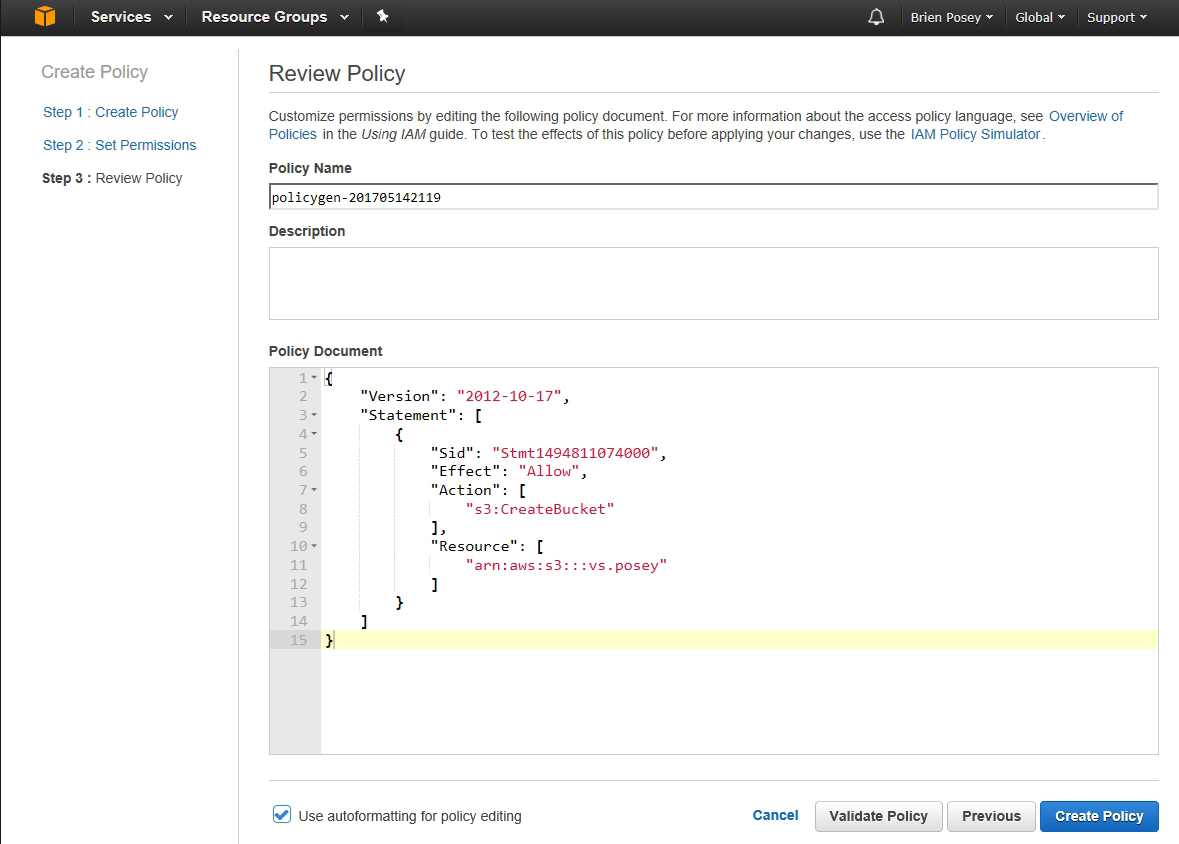 Services Resource Groups Brien Posey Global Support
Create Policy
Step 1 : Create Policy
Step 2 : Set Permissions
Step 3 : Review Policy
Review Policy
Customize permissions by editing the following policy document. For more information about the access policy language, see Overview of
Policies in the Using IAM guide. To test the effects of this policy before applying your changes, use the IAM Policy Simulator.
Policy Name
policygen-201705142119
Description
Policy Document
1 {
2 "Version": "2012-10-17",
3 "Statement": [
4 {
5 "Sid": "Stmt1494811074000",
6 "Effect": "Allow",
7 "Action": [
8 "s3:CreateBucket"
9 ],
10 "Resource": [
11 "arn:aws:s3:::vs.posey"
12 ]
13 }
14 ]
15 }
Use autoformatting for policy editing
Cancel Validate Policy Previous Create Policy